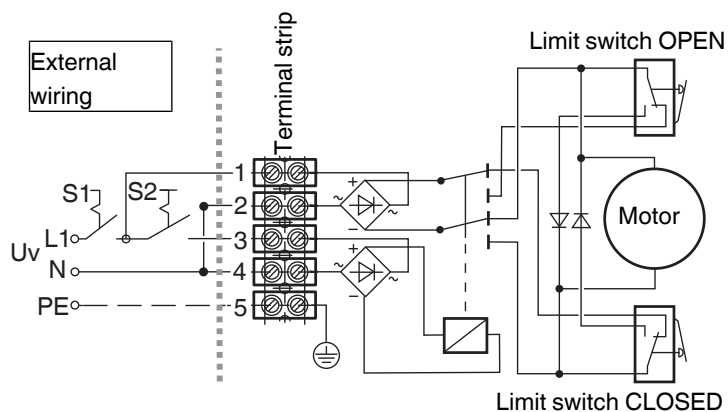 Limit switch OPEN
External
wiring
Terminal strip
1
S1
S2
2
+
~
~
−
L1
3
Uv
Motor
N
4
+
~
~
−
PE
5
Limit switch CLOSED